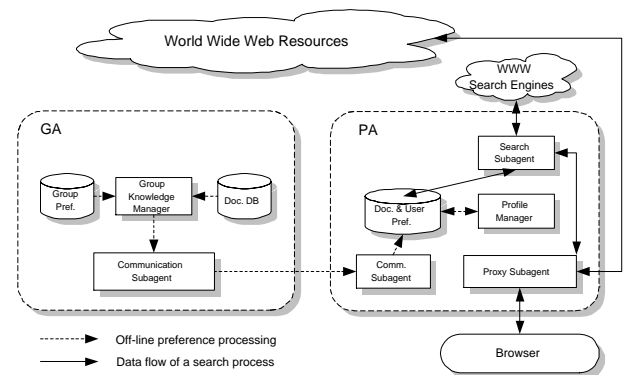 World Wide Web Resources
WWW
Search Engines
GA
PA
Group
Pref.
Group
Knowledge
Manager
Doc. DB
Communication
Subagent
Search
Subagent
Doc. & User
Pref.
Profile
Manager
Comm.
Subagent
Proxy Subagent
Browser
Off-line preference processing
Data flow of a search process